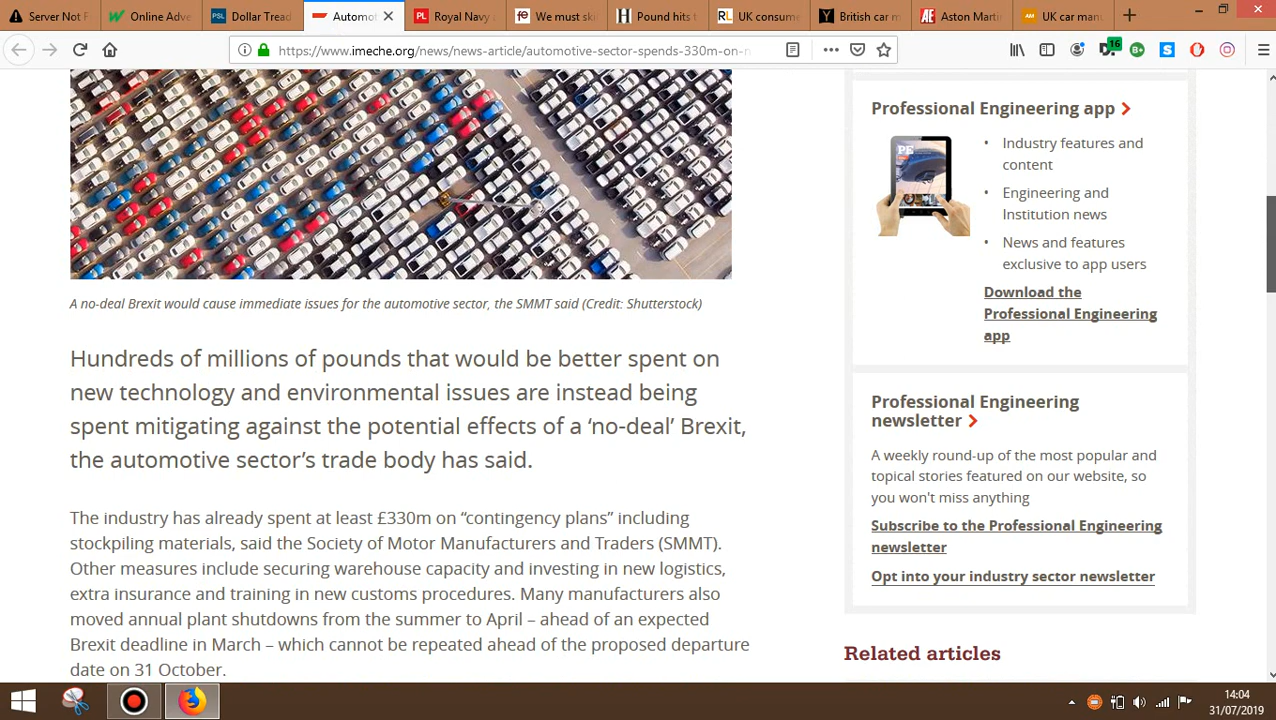 Server Not F
Online Adve
Dollar Tread
Automot
Royal Navy a
We must ski
Pound hits t
UK consume
British car m
Aston Marti
UK car manu
https://www.imeche.org/news/news-article/automotive-sector-spends-330m-on-n
16
A no-deal Brexit would cause immediate issues for the automotive sector, the SMMT said (Credit: Shutterstock)
Hundreds of millions of pounds that would be better spent on
new technology and environmental issues are instead being
spent mitigating against the potential effects of a ‘no-deal’ Brexit,
the automotive sector’s trade body has said.
The industry has already spent at least £330m on “contingency plans” including
stockpiling materials, said the Society of Motor Manufacturers and Traders (SMMT).
Other measures include securing warehouse capacity and investing in new logistics,
extra insurance and training in new customs procedures. Many manufacturers also
moved annual plant shutdowns from the summer to April – ahead of an expected
Brexit deadline in March – which cannot be repeated ahead of the proposed departure
date on 31 October.
Professional Engineering app
PE
• Industry features and
content
• Engineering and
Institution news
• News and features
exclusive to app users
Download the
Professional Engineering
app
Professional Engineering
newsletter
A weekly round-up of the most popular and
topical stories featured on our website, so
you won't miss anything
Subscribe to the Professional Engineering
newsletter
Opt into your industry sector newsletter
Related articles
14:04
31/07/2019